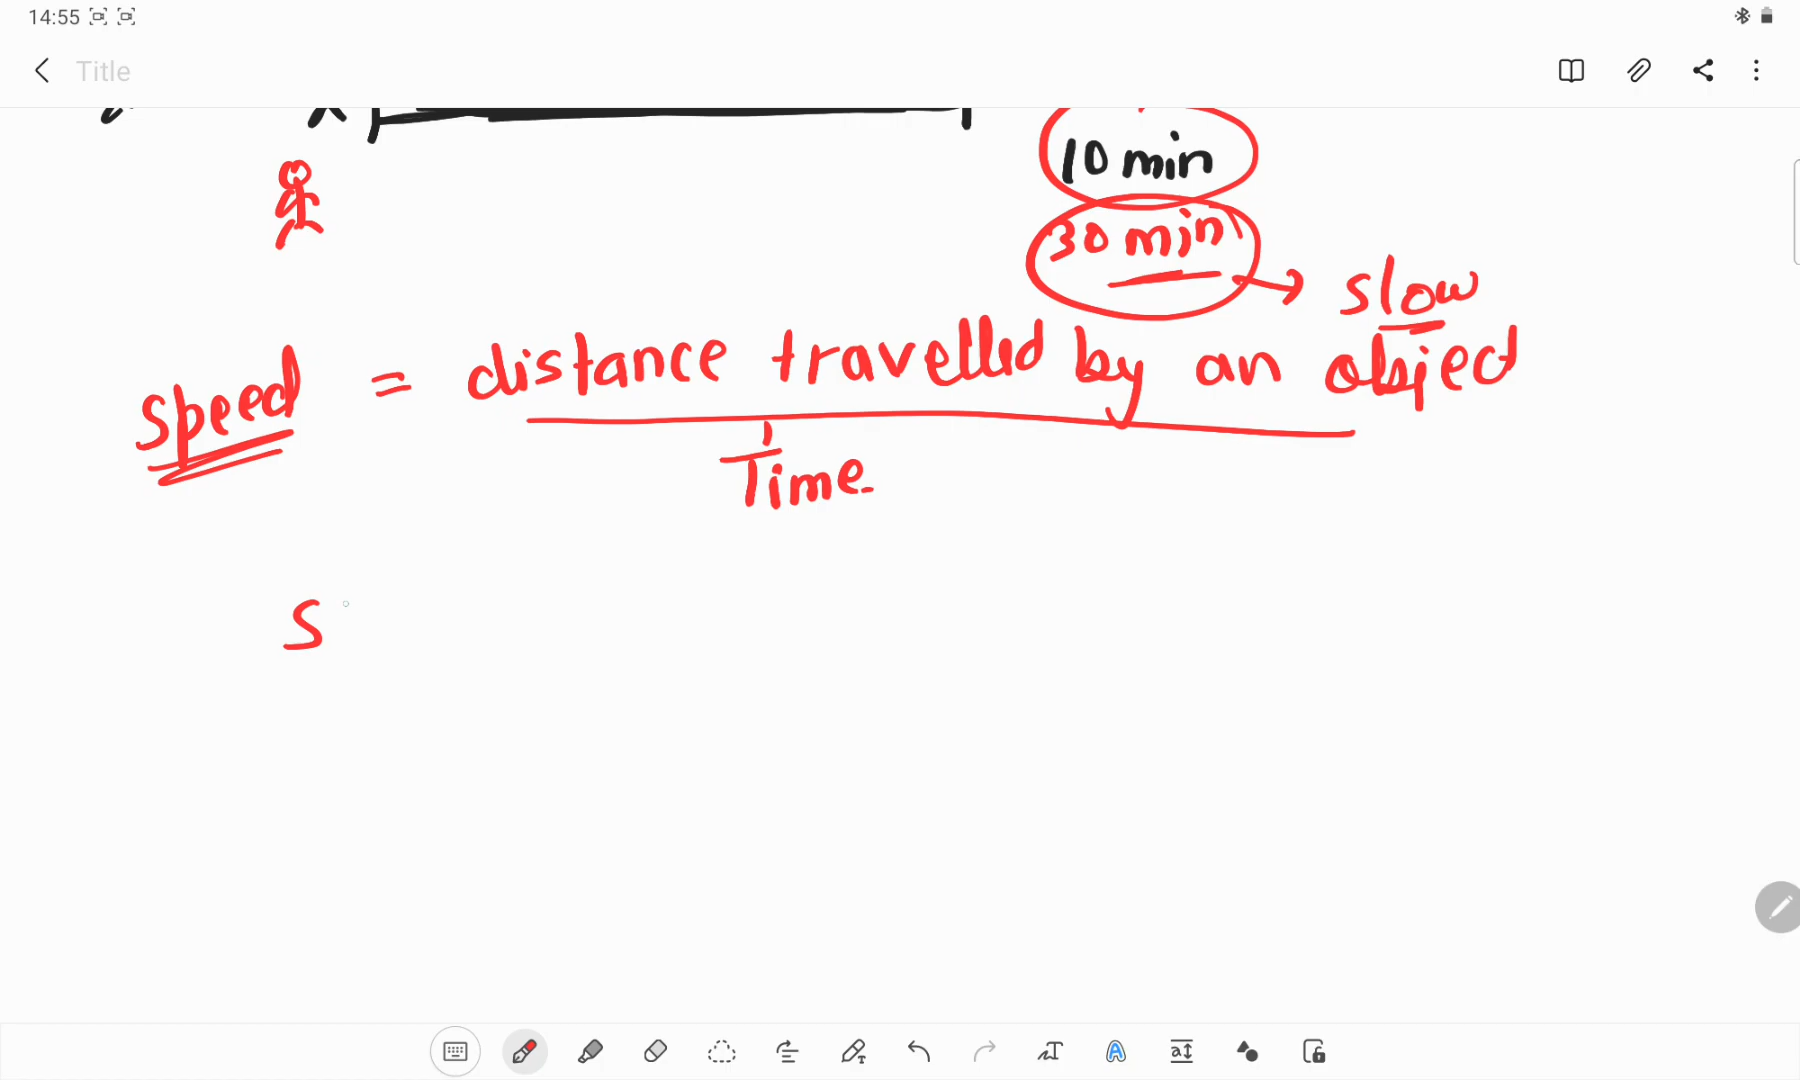 14:55
Title
10 min
30 min
slow
speed = distance travelled by an object
Time
S